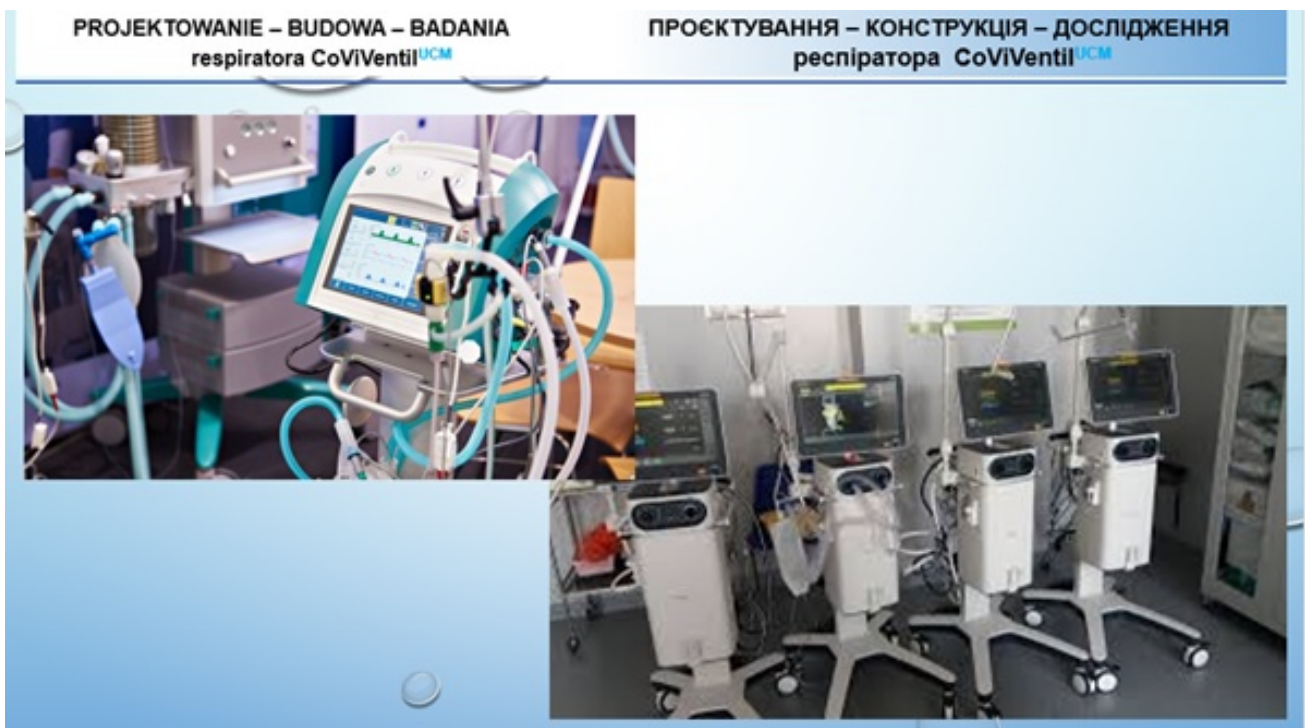 PROJEKTOWANIE – BUDOWA – BADANIA
respiratora CoViVentilUCM
ПРОЄКТУВАННЯ – КОНСТРУКЦІЯ – ДОСЛІДЖЕННЯ
респіратора CoViVentilUCM